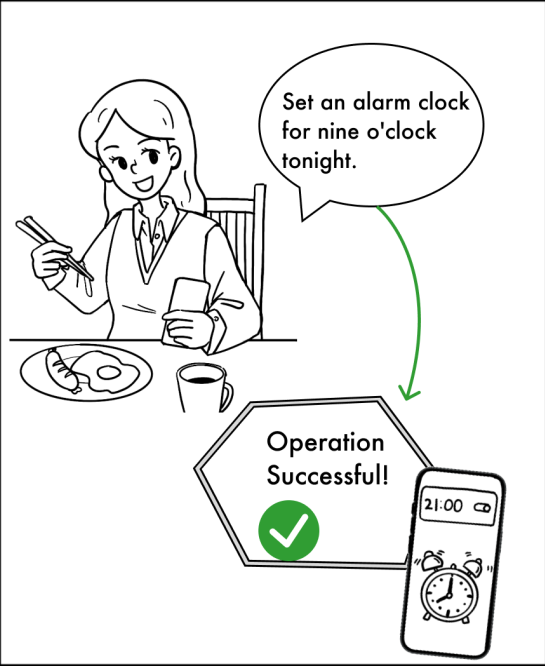 Set an alarm clock
for nine o'clock
tonight.
Operation
Successful!
21:00